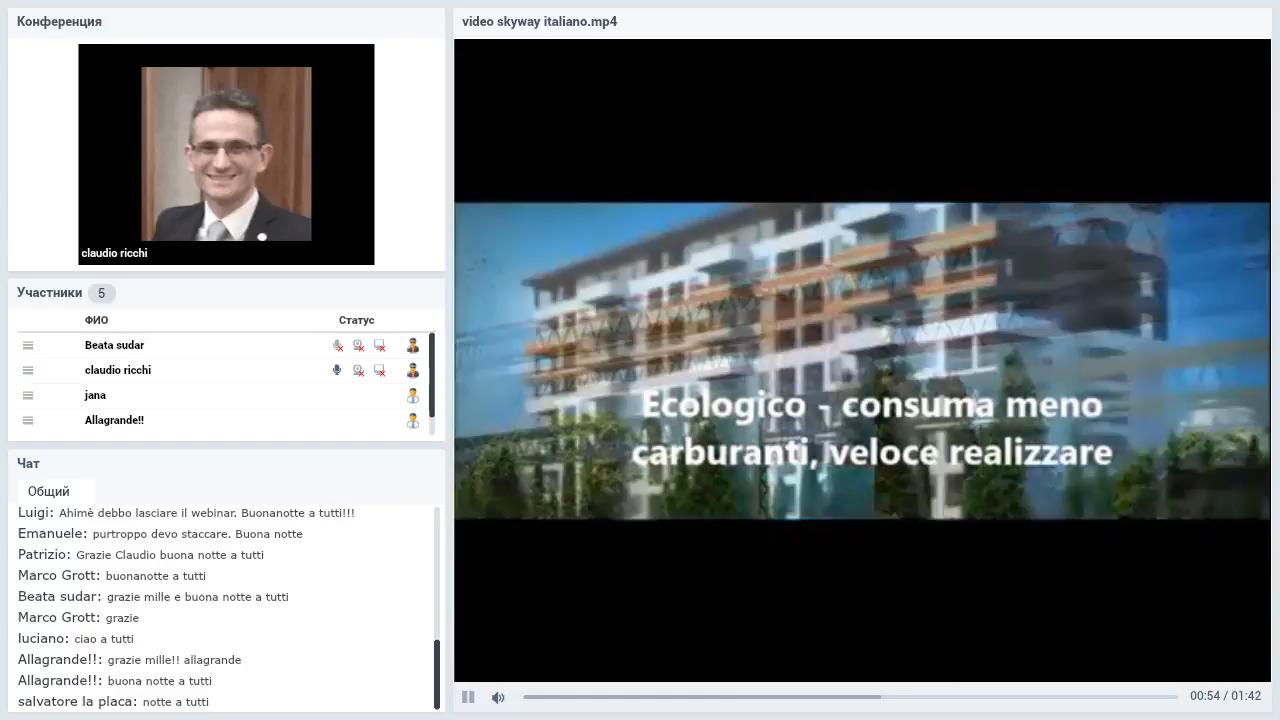 Конференция
claudio ricchi
Участники 5
ФИО Статус
Beata sudar
claudio ricchi
jana
Allagrande!!
Чат
Общий
Luigi: Ahimè debbo lasciare il webinar. Buonanotte a tutti!!!
Emanuele: purtroppo devo staccare. Buona notte
Patrizio: Grazie Claudio buona notte a tutti
Marco Grott: buonanotte a tutti
Beata sudar: grazie mille e buona notte a tutti
Marco Grott: grazie
luciano: ciao a tutti
Allagrande!!: grazie mille!! allagrande
Allagrande!!: buona notte a tutti
salvatore la placa: notte a tutti
video skyway italiano.mp4
Ecologico - consuma meno
carburanti, veloce realizzare
00:54 / 01:42